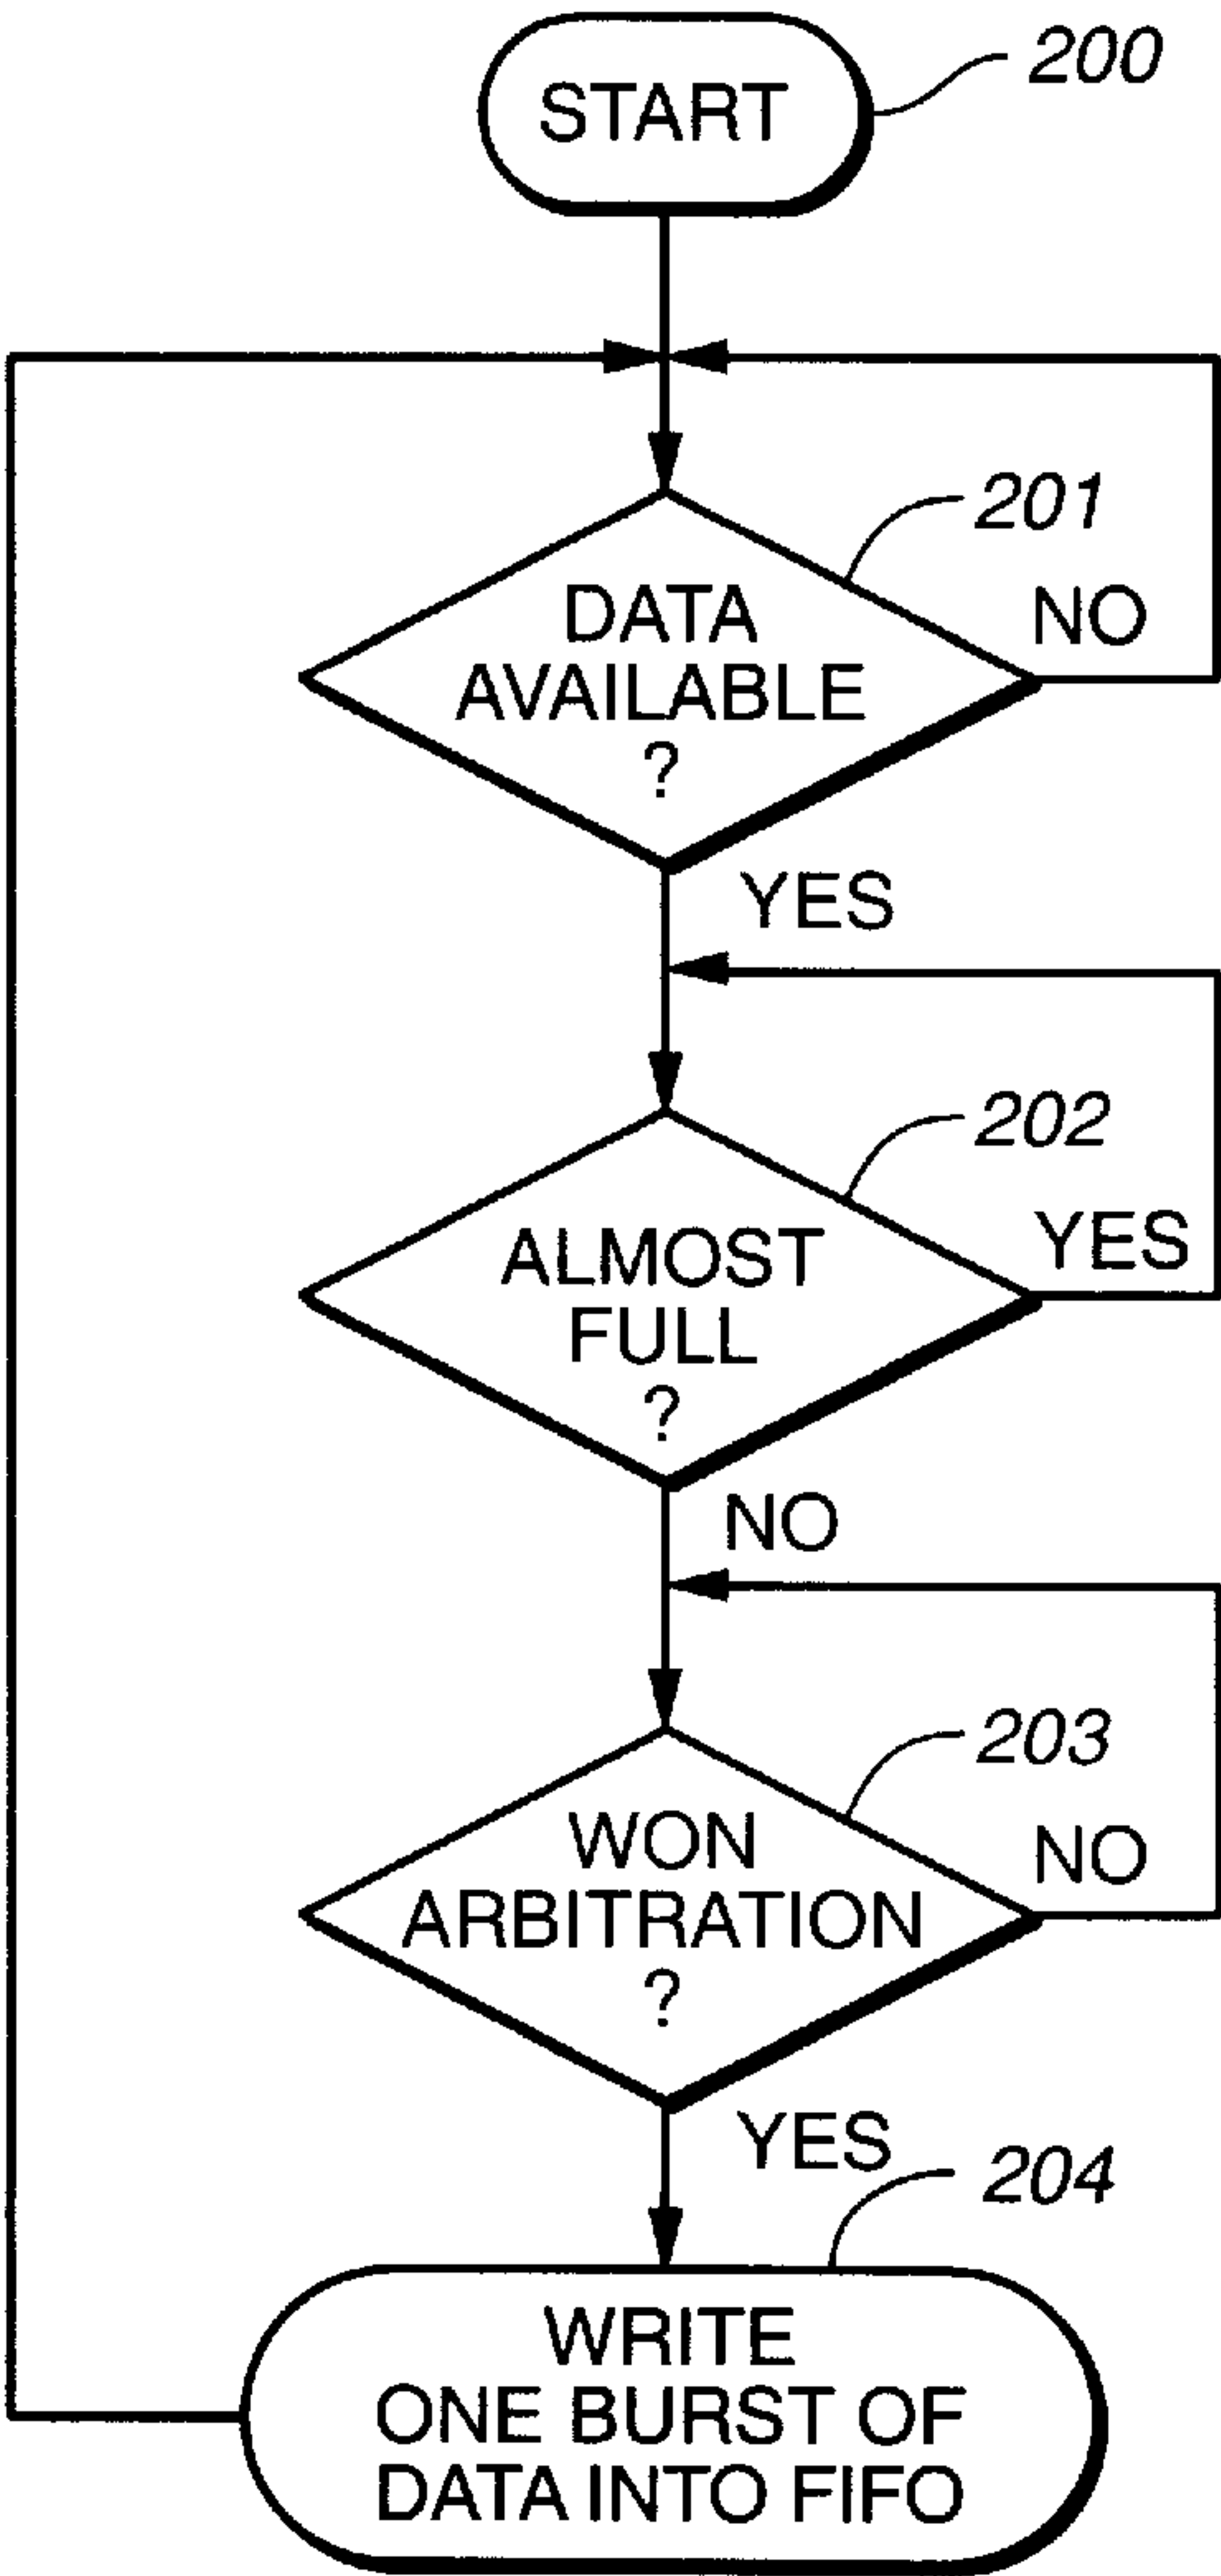 START
200
201
DATA
AVAILABLE
?
NO
YES
202
ALMOST
FULL
?
YES
NO
203
WON
ARBITRATION
?
NO
YES
204
WRITE
ONE BURST OF
DATA INTO FIFO